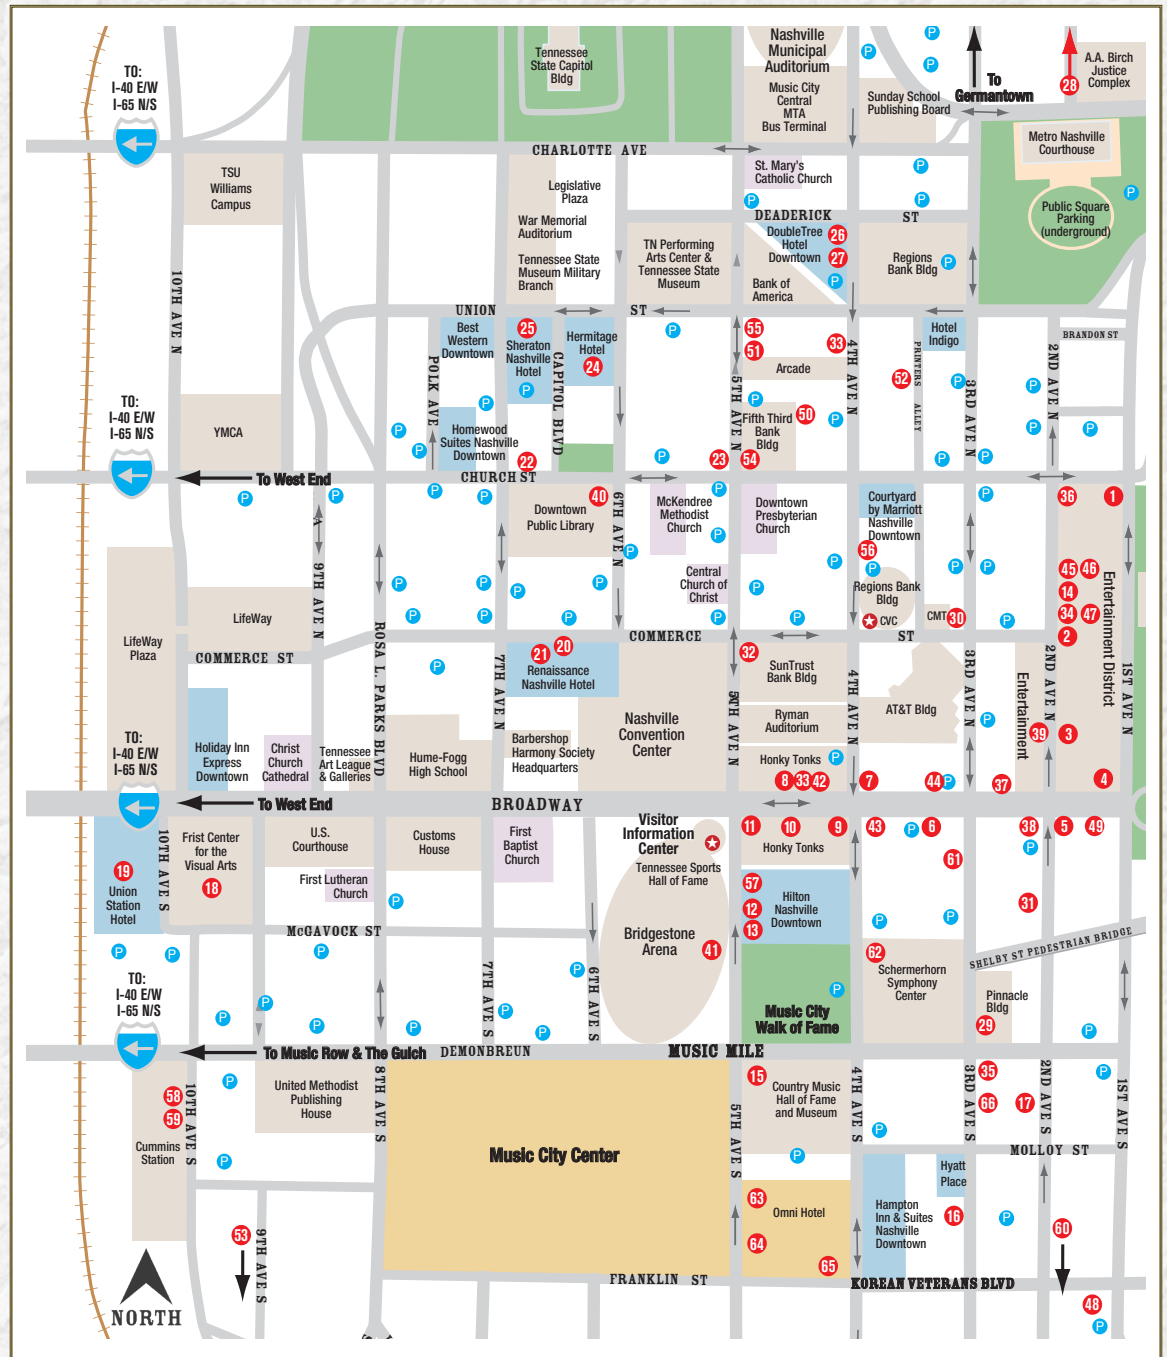 Nashville
Municipal
Auditorium
Music City
Central
MTA
Bus Terminal
Tennessee
State Capitol
Bldg
TO:
I-40 E/W
I-65 N/S
Sunday School
Publishing Board
To
Germantown
28
A.A. Birch
Justice
Complex
Metro Nashville
Courthouse
Public Square
Parking
(underground)
CHARLOTTE AVE
TSU
Williams
Campus
Legislative
Plaza
War Memorial
Auditorium
Tennessee State
Museum Military
Branch
St. Mary's
Catholic Church
DEADERICK ST
TN Performing
Arts Center &
Tennessee State
Museum
DoubleTree
Hotel
Downtown
26
27
Bank of
America
Regions
Bank Bldg
10TH AVE N
UNION ST
Best
Western
Downtown
25
Sheraton
Nashville
Hotel
Hermitage
Hotel
24
CAPITOL BLVD
POLK AVE
55
51
33
Arcade
5TH AVE N
4TH AVE N
Hotel
Indigo
PRINTERS ALLEY
52
3RD AVE N
2ND AVE N
BRANDON ST
TO:
I-40 E/W
I-65 N/S
YMCA
Homewood
Suites Nashville
Downtown
22
Fifth Third
Bank
Bldg
50
23
54
To West End
CHURCH ST
40
Downtown
Public Library
6TH AVE N
McKendree
Methodist
Church
Downtown
Presbyterian
Church
Courtyard
by Marriott
Nashville
Downtown
56
36
1
A
9TH AVE N
Central
Church of
Christ
Regions Bank
Bldg
CVC
CMT
30
45
46
14
34
47
2
Entertainment District
LifeWay
LifeWay
Plaza
COMMERCE ST
COMMERCE ST
ROSA L. PARKS BLVD
7TH AVE N
21
20
Renaissance
Nashville Hotel
32
SunTrust
Bank Bldg
5TH AVE N
4TH AVE N
3RD AVE N
2ND AVE N
1ST AVE N
Nashville
Convention
Center
Ryman
Auditorium
AT&T Bldg
Entertainment
39
3
TO:
I-40 E/W
I-65 N/S
Holiday Inn
Express
Downtown
Christ
Church
Cathedral
Tennessee
Art League
& Galleries
Hume-Fogg
High School
Barbershop
Harmony Society
Headquarters
Honky Tonks
8
33
42
7
44
37
4
To West End
BROADWAY
10TH AVE S
Frist Center
for the
Visual Arts
18
U.S.
Courthouse
Customs
House
First
Baptist
Church
Visitor
Information
Center
Tennessee Sports
Hall of Fame
11
10
9
Honky Tonks
43
6
38
5
49
61
19
Union
Station
Hotel
First Lutheran
Church
57
12
13
Hilton
Nashville
Downtown
31
MCGAVOCK ST
Bridgestone
Arena
41
62
Schermerhorn
Symphony
Center
SHELBY ST PEDESTRIAN BRIDGE
TO:
I-40 E/W
I-65 N/S
7TH AVE S
6TH AVE S
Music City
Walk of Fame
Pinnacle
Bldg
29
To Music Row & The Gulch
DEMONBREUN
MUSIC MILE
58
59
Cummins
Station
10TH AVE S
United Methodist
Publishing
House
8TH AVE S
15
Country Music
Hall of Fame
and Museum
5TH AVE S
4TH AVE S
3RD AVE S
35
66
17
2ND AVE S
1ST AVE S
Music City Center
MOLLOY ST
Hyatt
Place
16
Hampton
Inn & Suites
Nashville
Downtown
63
Omni Hotel
64
65
53
9TH AVE S
60
NORTH
FRANKLIN ST
KOREAN VETERANS BLVD
48